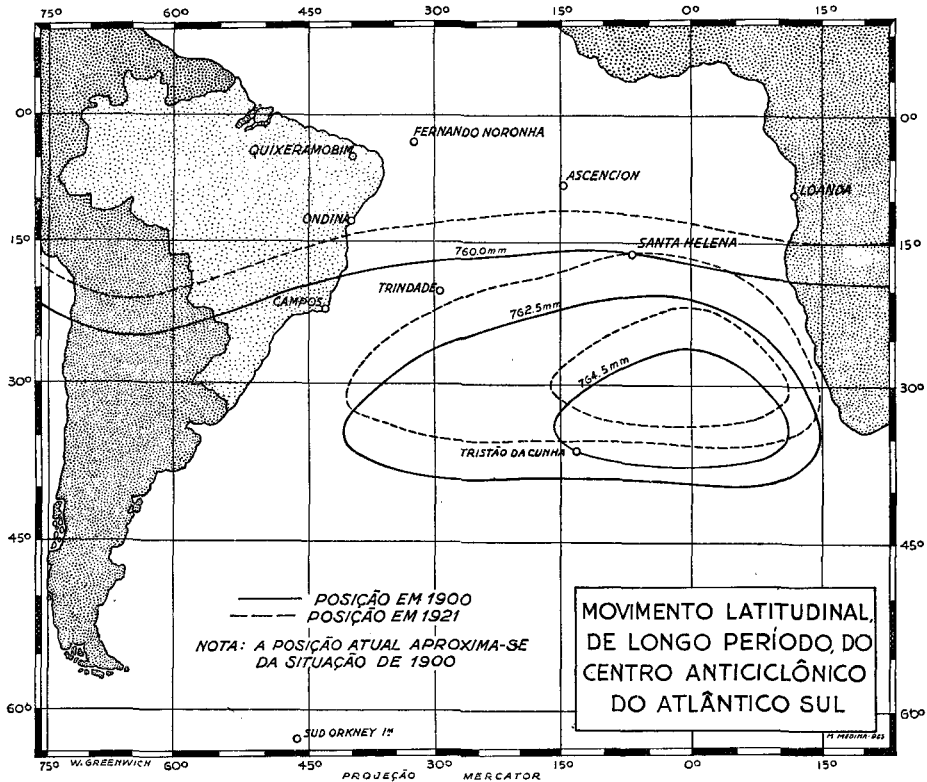 75° 60° 45° 30° 15° 0° 15°
0° 0°
FERNANDO NORONHA
QUIXERAMOBIM
ASCENCION
LOANDA
ONDINA
15° 15°
760.0mm
SANTA HELENA
TRINDADE
CAMPOS
762.5mm
30° 30°
764.5mm
TRISTÃO DA CUNHA
45° 45°
POSIÇÃO EM 1900
POSIÇÃO EM 1921
NOTA: A POSIÇÃO ATUAL APROXIMA-SE
DA SITUAÇÃO DE 1900
MOVIMENTO LATITUDINAL,
DE LONGO PERÍODO, DO
CENTRO ANTICICLÔNICO
DO ATLÂNTICO SUL
60° 60°
SUD ORKNEY Iˢ
M MEDINA-DES
75° W. GREENWICH 60° 45° 30° 15° 0° 15°
PROJEÇÃO MERCATOR